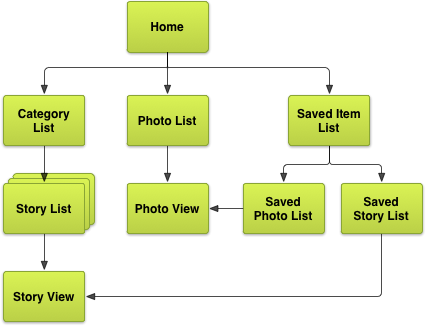 Home
Category
List
Photo List
Saved Item
List
Story List
Photo View
Saved
Photo List
Saved
Story List
Story View